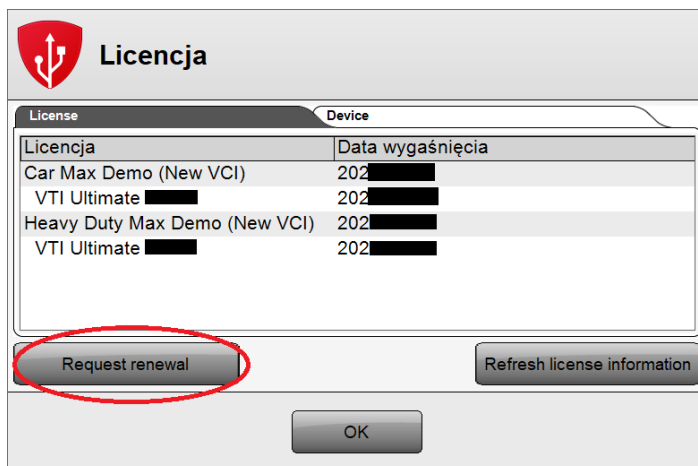 Licencja
License Device
Licencja Data wygaśnięcia
Car Max Demo (New VCI) 202
VTI Ultimate
Heavy Duty Max Demo (New VCI) 202
VTI Ultimate 202
Request renewal Refresh license information
OK